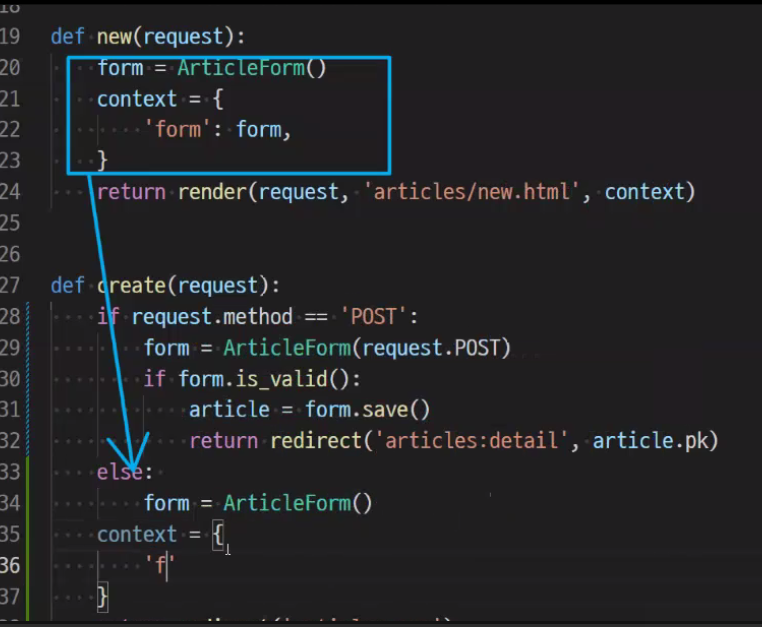 19 def new(request):
20 form = ArticleForm()
21 context = {
22 'form': form,
23 }
24 return render(request, 'articles/new.html', context)
25
26
27 def create(request):
28 if request.method == 'POST':
29 form = ArticleForm(request.POST)
30 if form.is_valid():
31 article = form.save()
32 return redirect('articles:detail', article.pk)
33 else:
34 form = ArticleForm()
35 context = {
36 'f'
37 }